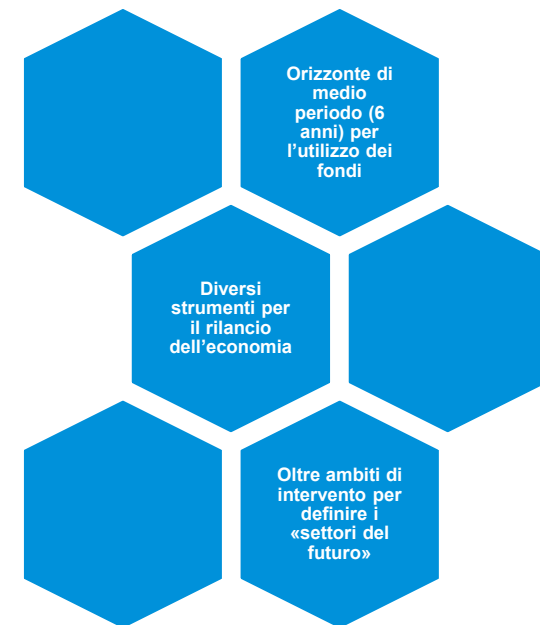 Orizzonte di
medio
periodo (6
anni) per
l'utilizzo dei
fondi
Diversi
strumenti per
il rilancio
dell'economia
Oltre ambiti di
intervento per
definire i
«settori del
futuro»